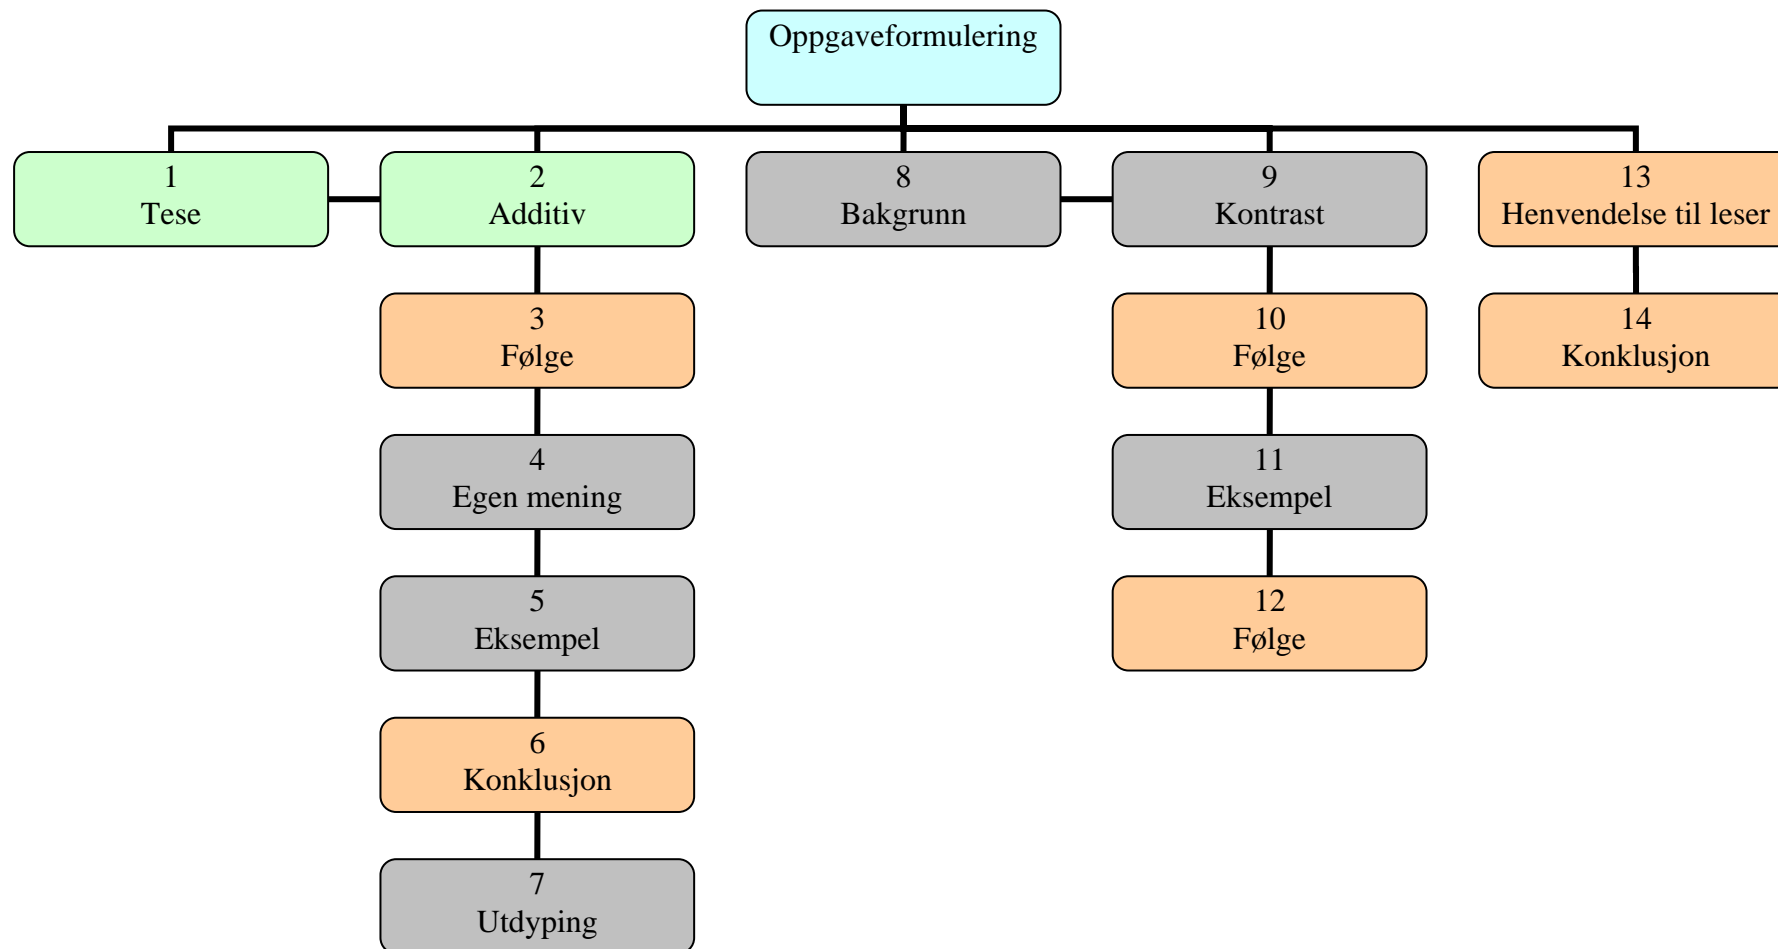 Oppgaveformulering
1
Tese
2
Additiv
8
Bakgrunn
9
Kontrast
13
Henvendelse til leser
3
Følge
10
Følge
14
Konklusjon
4
Egen mening
11
Eksempel
5
Eksempel
12
Følge
6
Konklusjon
7
Utdyping